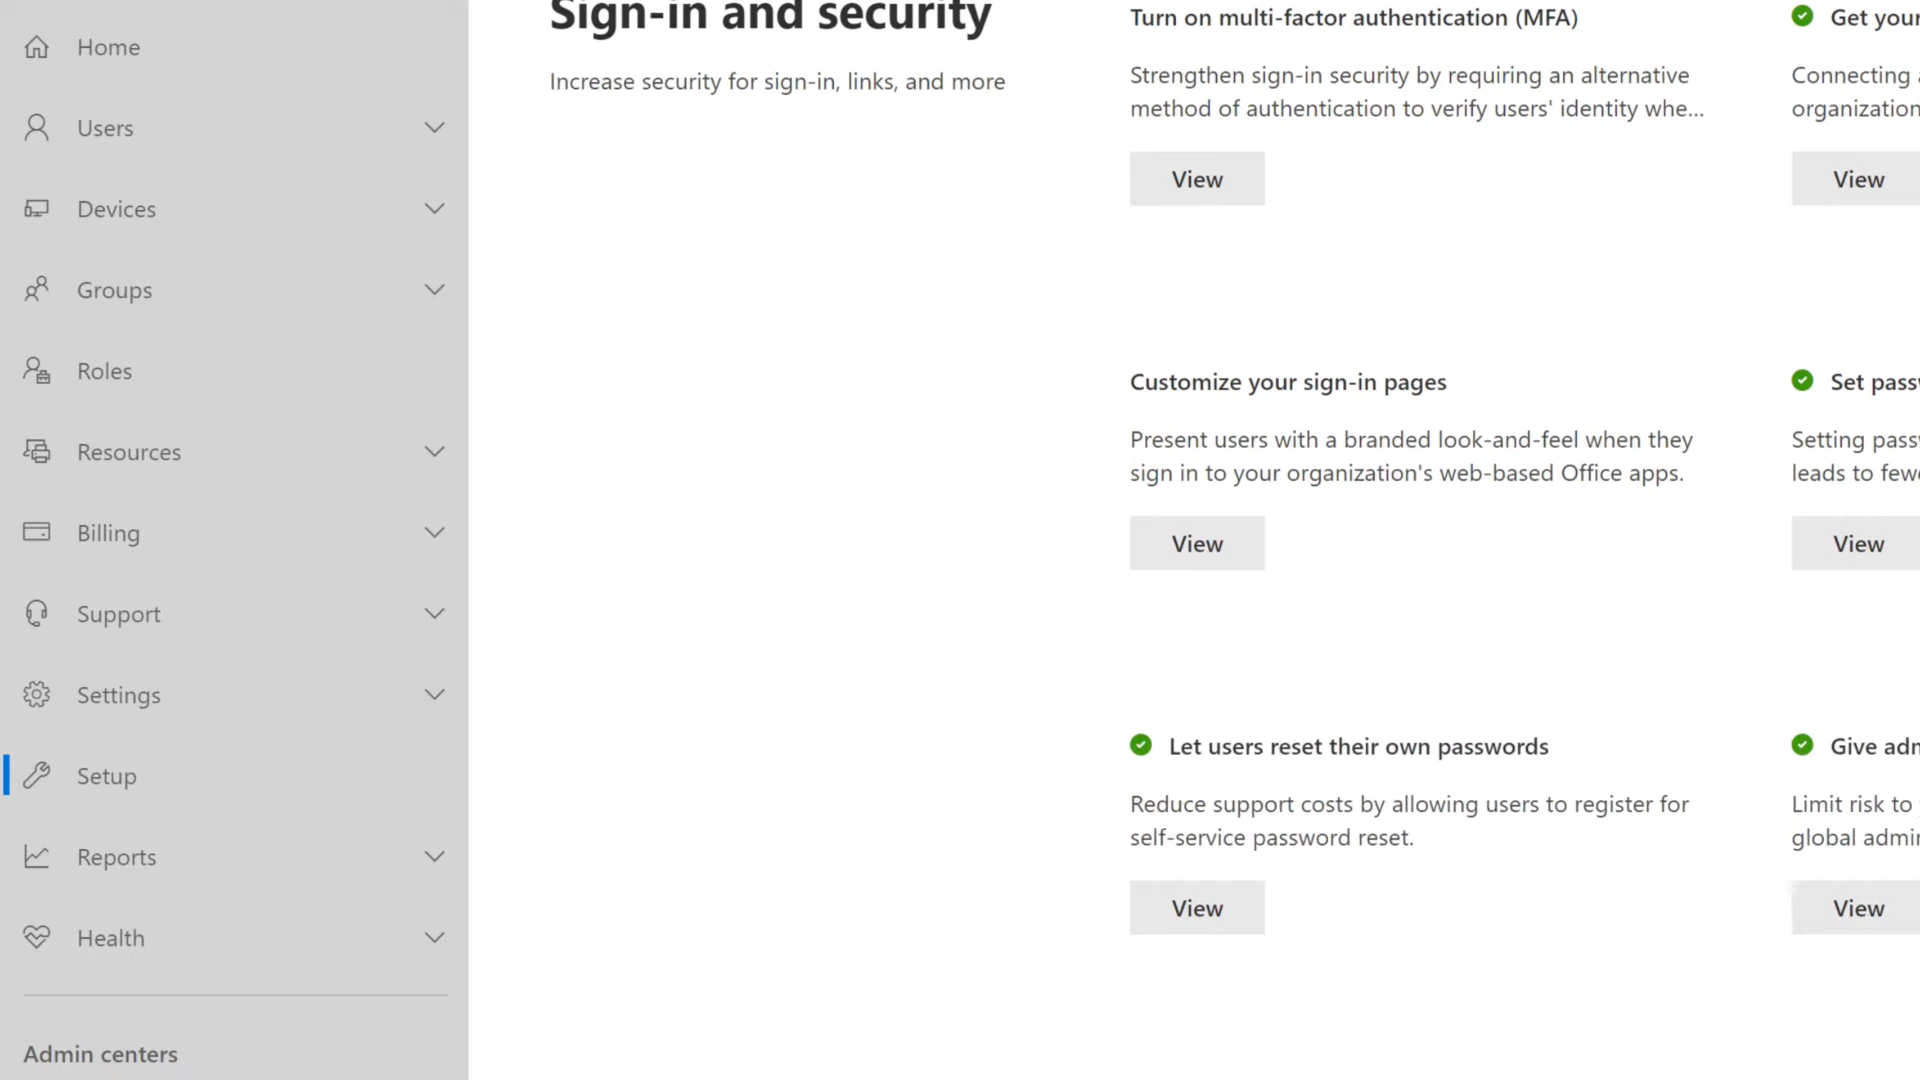 Home
Users
Devices
Groups
Roles
Resources
Billing
Support
Settings
Setup
Reports
Health
Admin centers
Sign-in and security
Increase security for sign-in, links, and more
Turn on multi-factor authentication (MFA)
Strengthen sign-in security by requiring an alternative
method of authentication to verify users' identity whe...
View
Get your
Connecting
organization
View
Customize your sign-in pages
Present users with a branded look-and-feel when they
sign in to your organization's web-based Office apps.
View
Set
Setting
leads to
View
Let users reset their own passwords
Reduce support costs by allowing users to register for
self-service password reset.
View
Give
Limit risk to
global
View